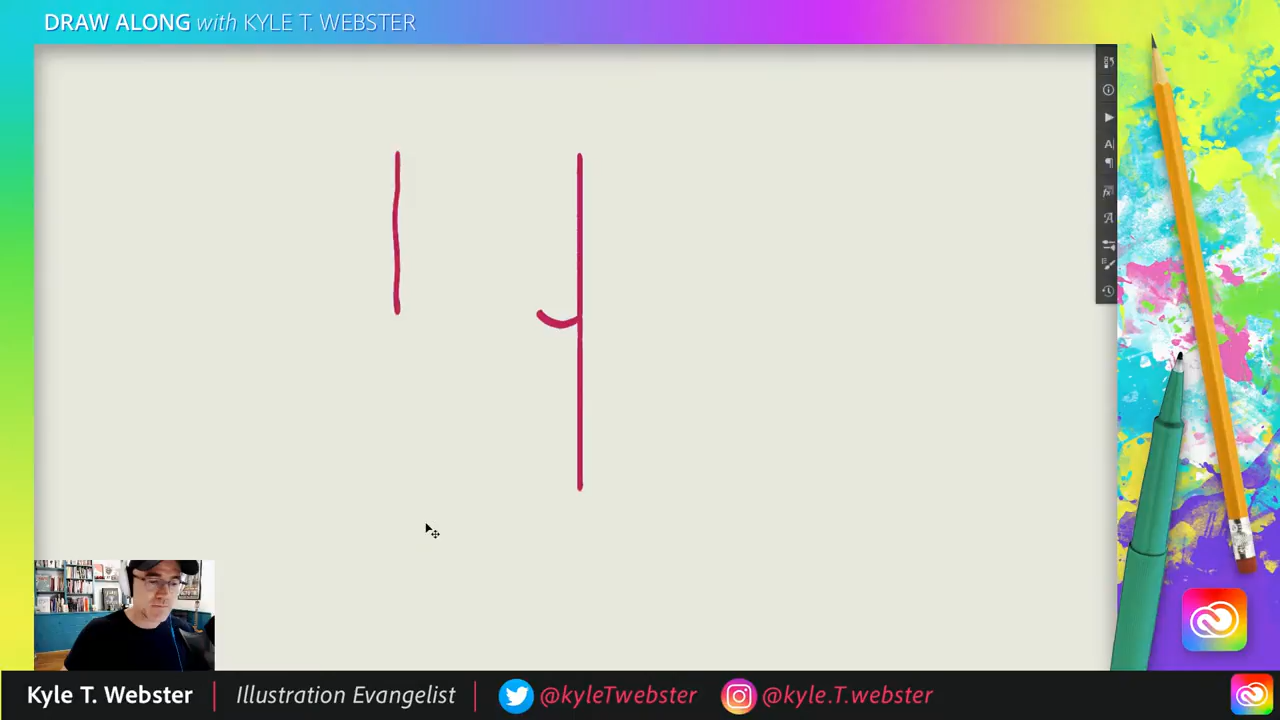 DRAW ALONG with KYLE T. WEBSTER
Kyle T. Webster | Illustration Evangelist | @kyleTwebster @kyle.T.webster